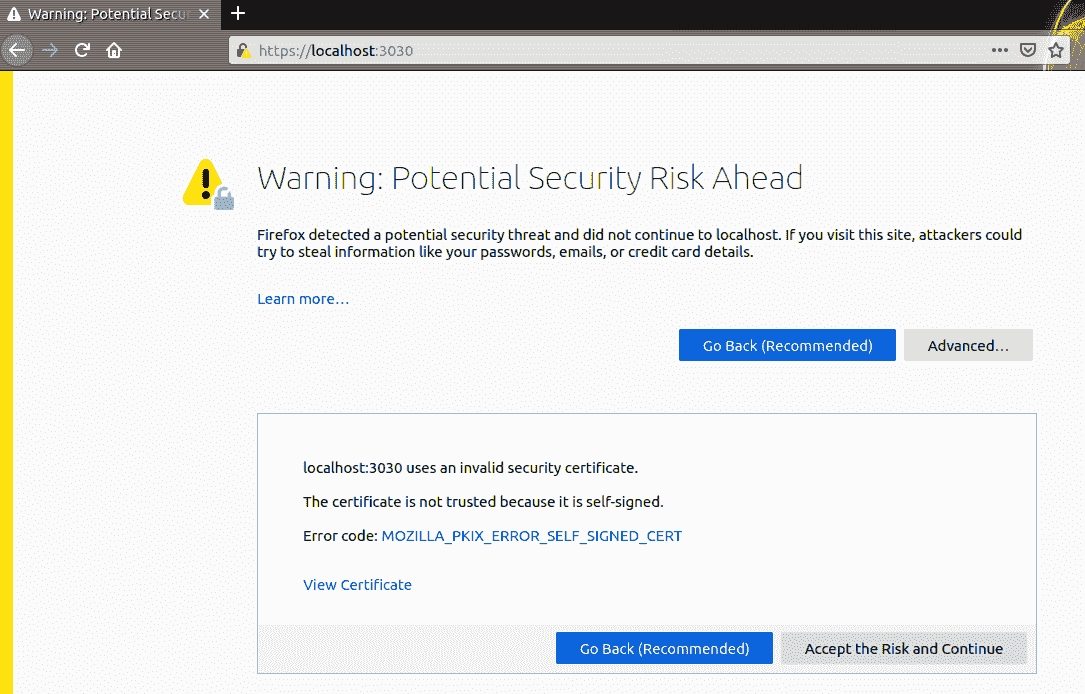 Warning: Potential Secur
https://localhost:3030
Warning: Potential Security Risk Ahead
Firefox detected a potential security threat and did not continue to localhost. If you visit this site, attackers could
try to steal information like your passwords, emails, or credit card details.
Learn more…
Go Back (Recommended)
Advanced…
localhost:3030 uses an invalid security certificate.
The certificate is not trusted because it is self-signed.
Error code: MOZILLA_PKIX_ERROR_SELF_SIGNED_CERT
View Certificate
Go Back (Recommended)
Accept the Risk and Continue